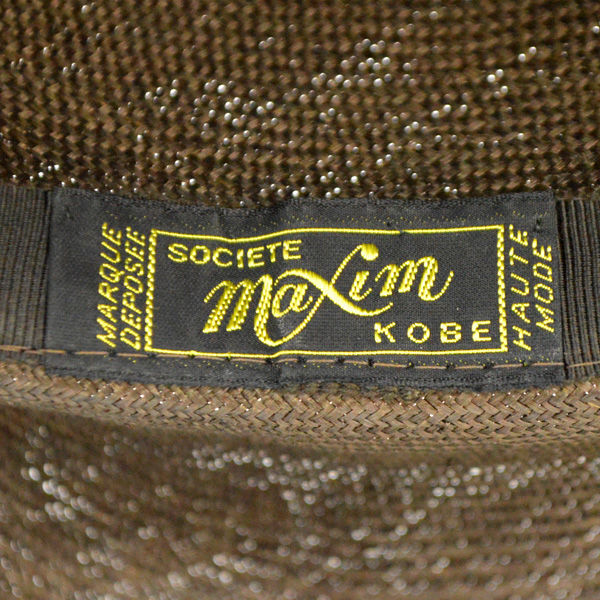 MARQUE
DEPOSEE
SOCIETE
maxim
KOBE
HAUTE
MODE